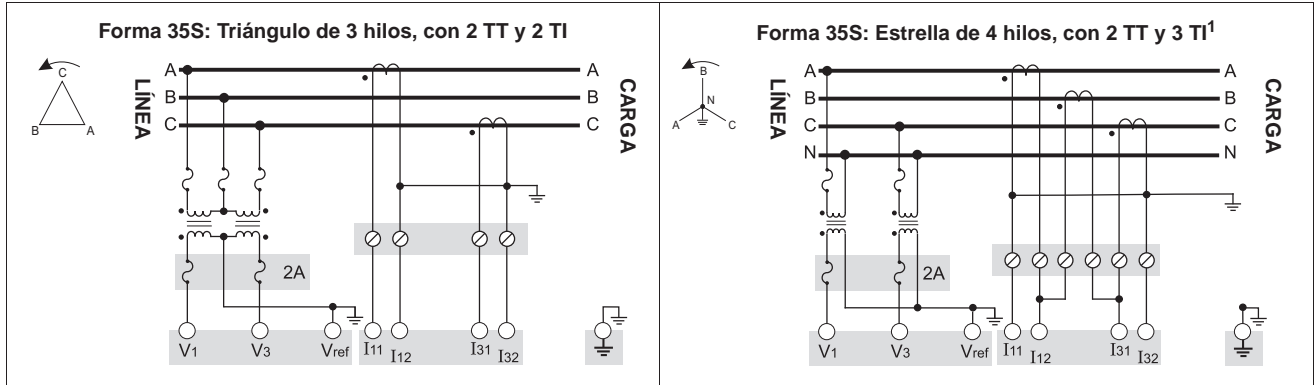 Forma 35S: Triángulo de 3 hilos, con 2 TT y 2 TI
C
B
A
LÍNEA
A
B
C
A
B
C
CARGA
2A
V1
V3
Vref
I11
I12
I31
I32
Forma 35S: Estrella de 4 hilos, con 2 TT y 3 TI1
B
N
A
C
LÍNEA
A
B
C
N
A
B
C
N
CARGA
2A
V1
V3
Vref
I11
I12
I31
I32